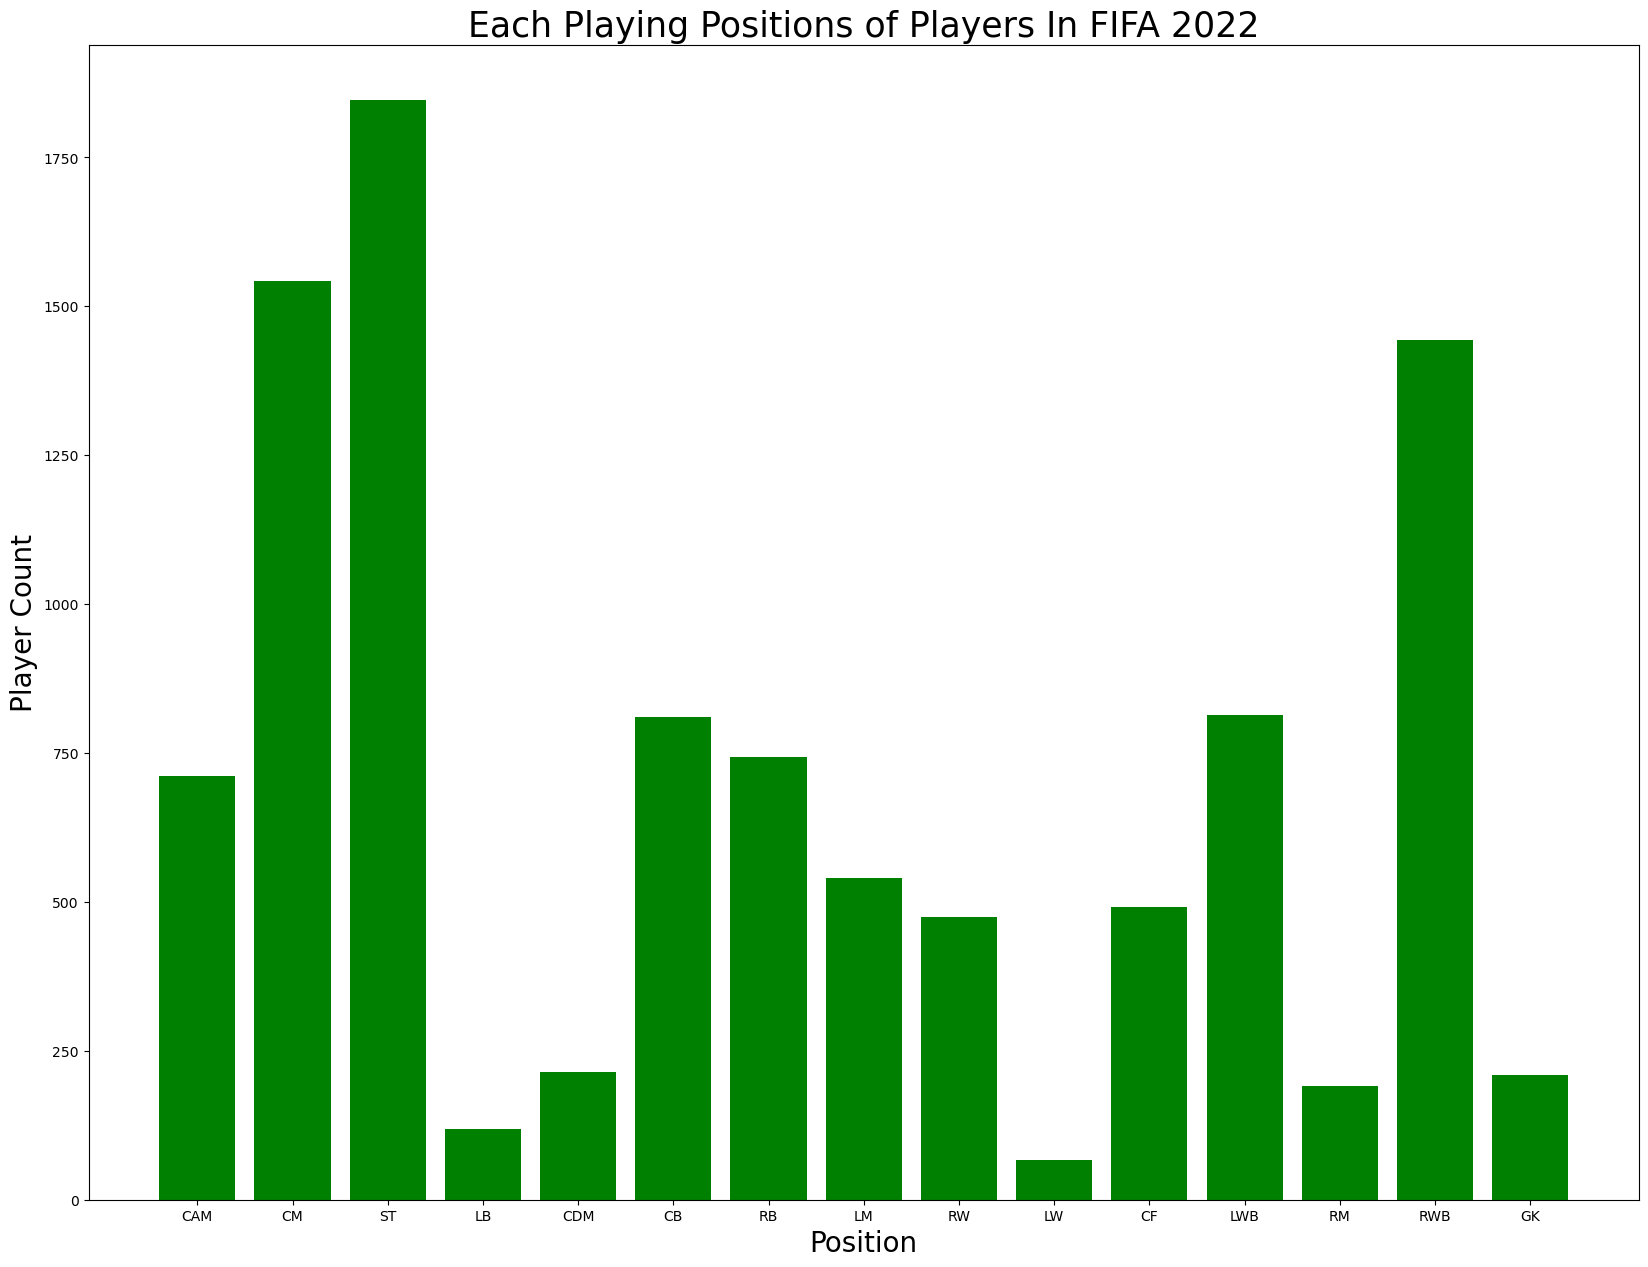 Each Playing Positions of Players In FIFA 2022
1750
1500
1250
1000
750
500
250
0
Player Count
CAM CM ST LB CDM CB RB LM RW LW CF LWB RM RWB GK
Position